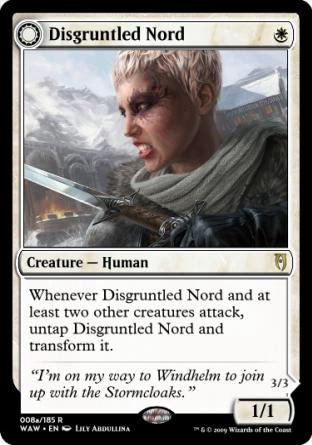 Disgruntled Nord
Creature — Human
Whenever Disgruntled Nord and at
least two other creatures attack,
untap Disgruntled Nord and
transform it.
“I’m on my way to Windhelm to join
up with the Stormcloaks.”
3/3
1/1
008a/185 R
WAW • EN Lily Abdullina
™ & © 2019 Wizards of the Coast